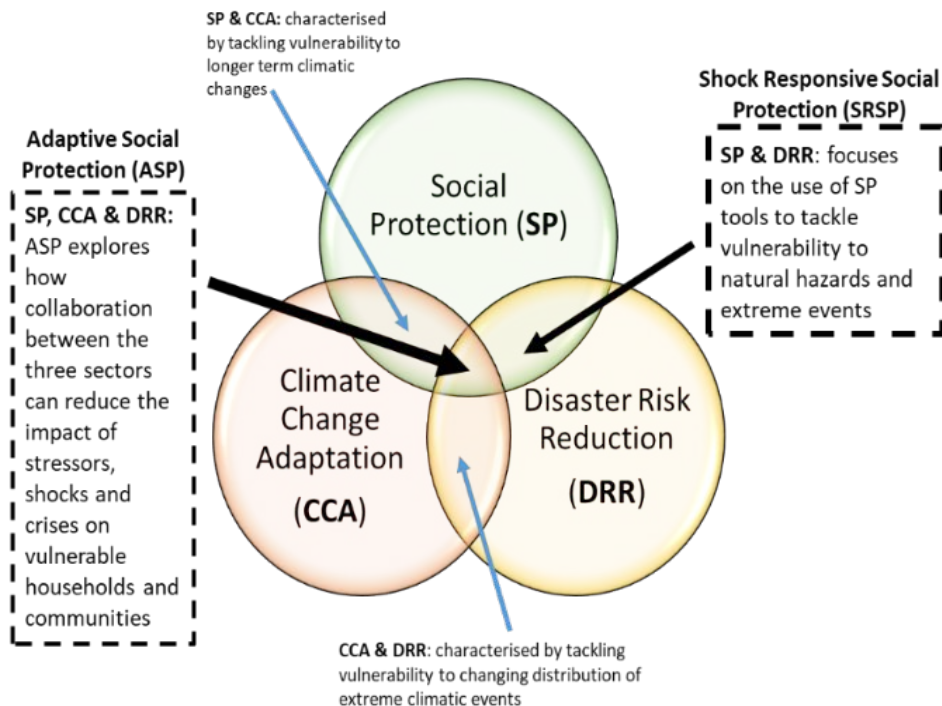 SP & CCA: characterised
by tackling vulnerability to
longer term climatic
changes
Shock Responsive Social
Protection (SRSP)
SP & DRR: focuses
on the use of SP
tools to tackle
vulnerability to
natural hazards and
extreme events
Adaptive Social
Protection (ASP)
SP, CCA & DRR:
ASP explores
how
collaboration
between the
three sectors
can reduce the
impact of
stressors,
shocks and
crises on
vulnerable
households and
communities
Social
Protection (SP)
Climate
Change
Adaptation
(CCA)
Disaster Risk
Reduction
(DRR)
CCA & DRR: characterised by tackling
vulnerability to changing distribution of
extreme climatic events